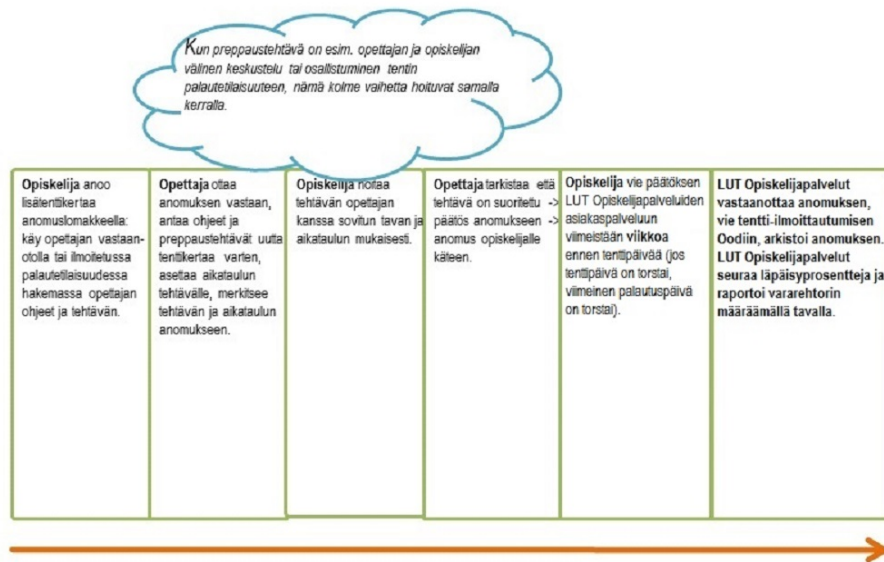 Kun preppaustehtävä on esim. opettajan ja opiskelijan
välinen keskustelu tai osallistuminen tentin
palautetilaisuuteen, nämä kolme vaihetta hoituvat samalla
kerralla.
Opiskelija anoo
lisätenttikertaa
anomuslomakkeella:
käy opettajan vastaan-
otolla tai ilmoitetussa
palautetilaisuudessa
hakemassa opettajan
ohjeet ja tehtävän.
Opettaja ottaa
anomuksen vastaan,
antaa ohjeet ja
preppaustehtävät uutta
tenttikertaa varten,
asettaa aikataulun
tehtävälle, merkitsee
tehtävän ja aikataulun
anomukseen.
Opiskelija hoitaa
tehtävän opettajan
kanssa sovitun tavan ja
aikataulun mukaisesti.
Opettaja tarkistaa että
tehtävä on suoritettu ->
päätös anomukseen ->
anomus opiskelijalle
käteen.
Opiskelija vie päätöksen
LUT Opiskelijapalveluiden
asiakaspalveluun
viimeistään viikkoa
ennen tenttipäivää (jos
tenttipäivä on torstai,
viimeinen palautuspäivä
on torstai).
LUT Opiskelijapalvelut
vastaanottaa anomuksen,
vie tentti-ilmoittautumisen
Oodiin, arkistoi anomuksen.
LUT Opiskelijapalvelut
seuraa läpäisyprosentteja ja
raportoi vararehtorin
määräämällä tavalla.